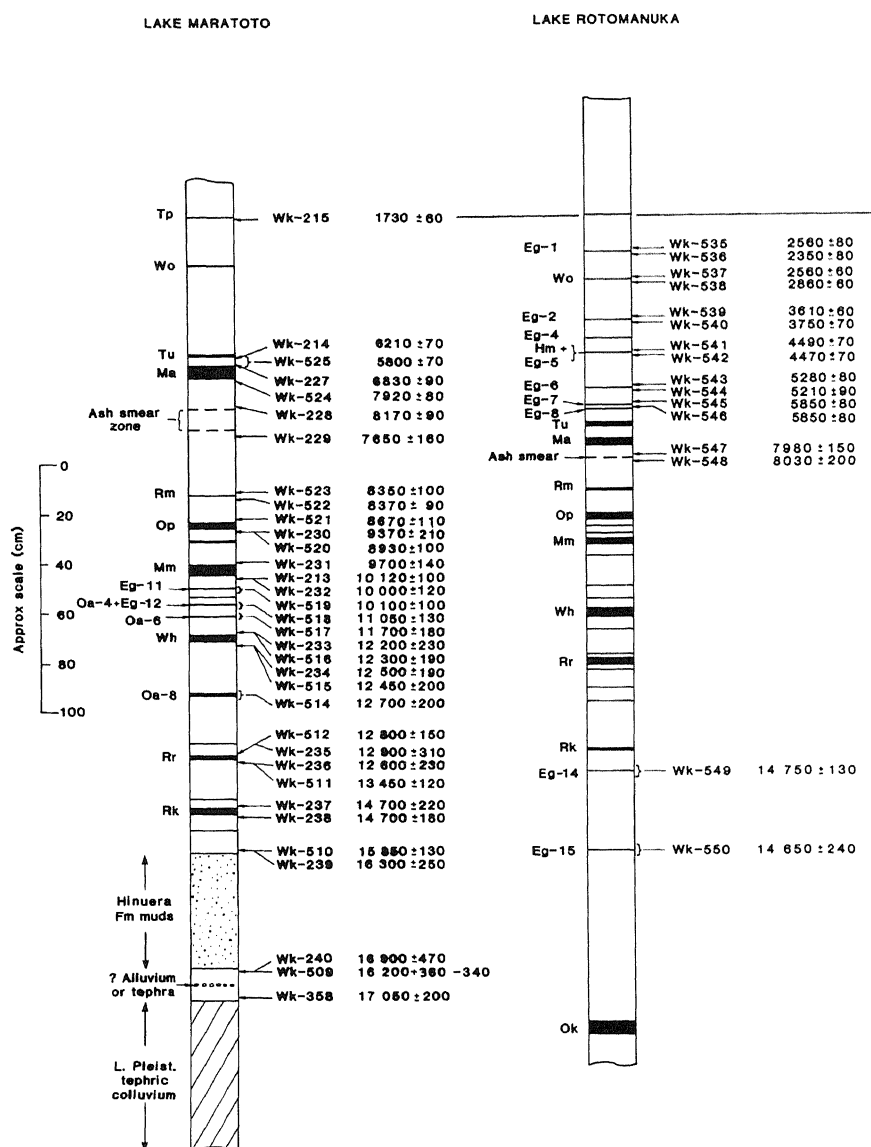 LAKE MARATOTO
Tp
Wk-215 1730 ±60
Wo
Wk-214 6210 ±70
Tu
Wk-525 5800 ±70
Ma
Wk-227 6830 ±90
Wk-524 7920 ±80
Ash smear
zone
Wk-228 8170 ±90
Wk-229 7650 ±160
Approx scale (cm)
0
20
40
60
80
100
Rm
Wk-523 8350 ±100
Wk-522 8370 ± 90
Op
Wk-521 8670 ±110
Wk-230 9370 ±210
Wk-520 8930 ±100
Mm
Wk-231 9700 ±140
Wk-213 10 120 ±100
Eg-11
Wk-232 10 000 ±120
Oa-4+Eg-12
Wk-519 10 100 ±100
Wk-518 11 050 ±130
Oa-6
Wk-517 11 700 ±180
Wh
Wk-233 12 200 ±230
Wk-516 12 300 ±190
Wk-234 12 500 ±190
Wk-515 12 450 ±200
Oa-8
Wk-514 12 700 ±200
Wk-512 12 800 ±150
Rr
Wk-235 12 900 ±310
Wk-236 12 600 ±230
Wk-511 13 450 ±120
Rk
Wk-237 14 700 ±220
Wk-238 14 700 ±180
Wk-510 15 850 ±130
Wk-239 16 300 ±250
Hinuera
Fm muds
Wk-240 16 900 ±470
Wk-509 16 200 +360 -340
? Alluvium
or tephra
Wk-358 17 050 ±200
L. Pleist.
tephric
colluvium
LAKE ROTOMANUKA
Eg-1
Wk-535 2560 ±80
Wk-536 2350 ±80
Wo
Wk-537 2560 ±60
Wk-538 2860 ±60
Eg-2
Wk-539 3610 ±60
Wk-540 3750 ±70
Eg-4
Hm +
Eg-5
Wk-541 4490 ±70
Wk-542 4470 ±70
Eg-6
Wk-543 5280 ±80
Wk-544 5210 ±90
Eg-7
Wk-545 5850 ±80
Eg-8
Wk-546 5850 ±80
Tu
Ma
Wk-547 7980 ±150
Ash smear
Wk-548 8030 ±200
Rm
Op
Mm
Wh
Rr
Rk
Eg-14
Wk-549 14 750 ±130
Eg-15
Wk-550 14 650 ±240
Ok